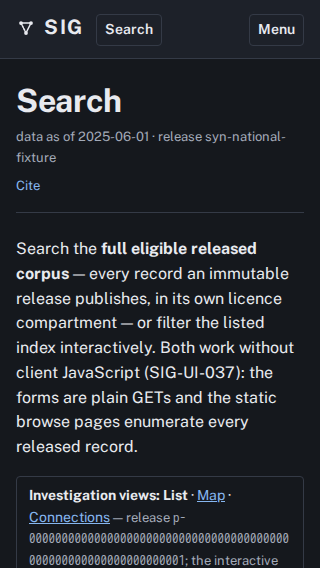 SIG Search Menu
Search
data as of 2025-06-01 · release syn-national-
fixture
Cite
Search the full eligible released
corpus — every record an immutable
release publishes, in its own licence
compartment — or filter the listed
index interactively. Both work without
client JavaScript (SIG-UI-037): the
forms are plain GETs and the static
browse pages enumerate every
released record.
Investigation views: List · Map ·
Connections — release p-
0000000000000000000000000000000000000000
000000000000000000000001; the interactive